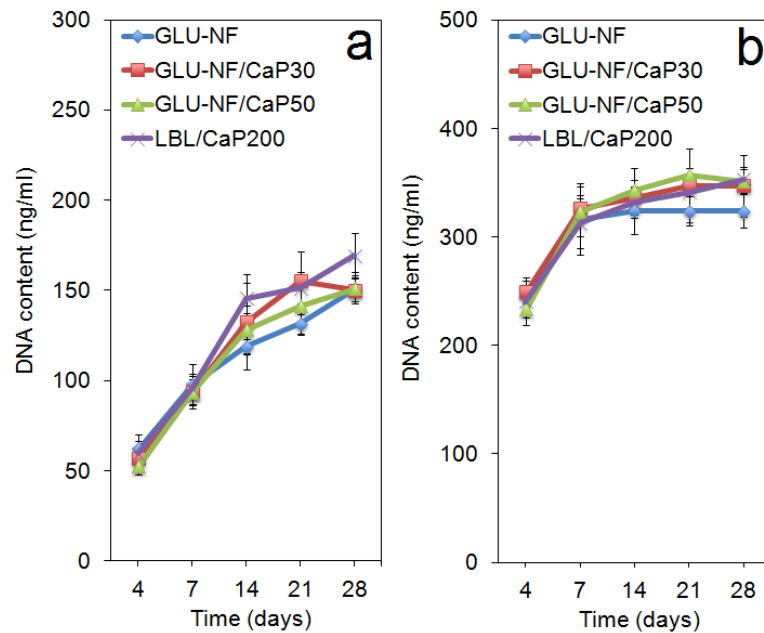 a
GLU-NF
GLU-NF/CaP30
GLU-NF/CaP50
LBL/CaP200
DNA content (ng/ml)
300
250
200
150
100
50
0
4 7 14 21 28
Time (days)
b
GLU-NF
GLU-NF/CaP30
GLU-NF/CaP50
LBL/CaP200
DNA content (ng/ml)
500
400
300
200
100
0
4 7 14 21 28
Time (days)